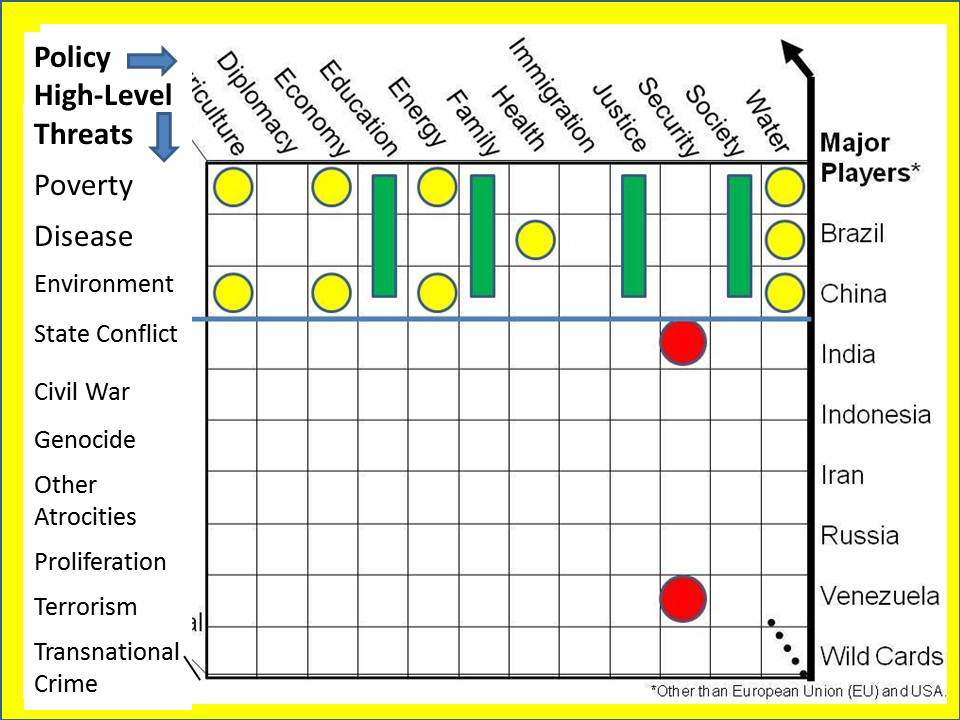 Policy
High-Level
Threats
riculture
Diplomacy
Economy
Education
Energy
Family
Health
Immigration
Justice
Security
Society
Water
Major
Players*
Poverty
Disease
Environment
State Conflict
Civil War
Genocide
Other
Atrocities
Proliferation
Terrorism
al
Transnational
Crime
Brazil
China
India
Indonesia
Iran
Russia
Venezuela
Wild Cards
*Other than European Union (EU) and USA.